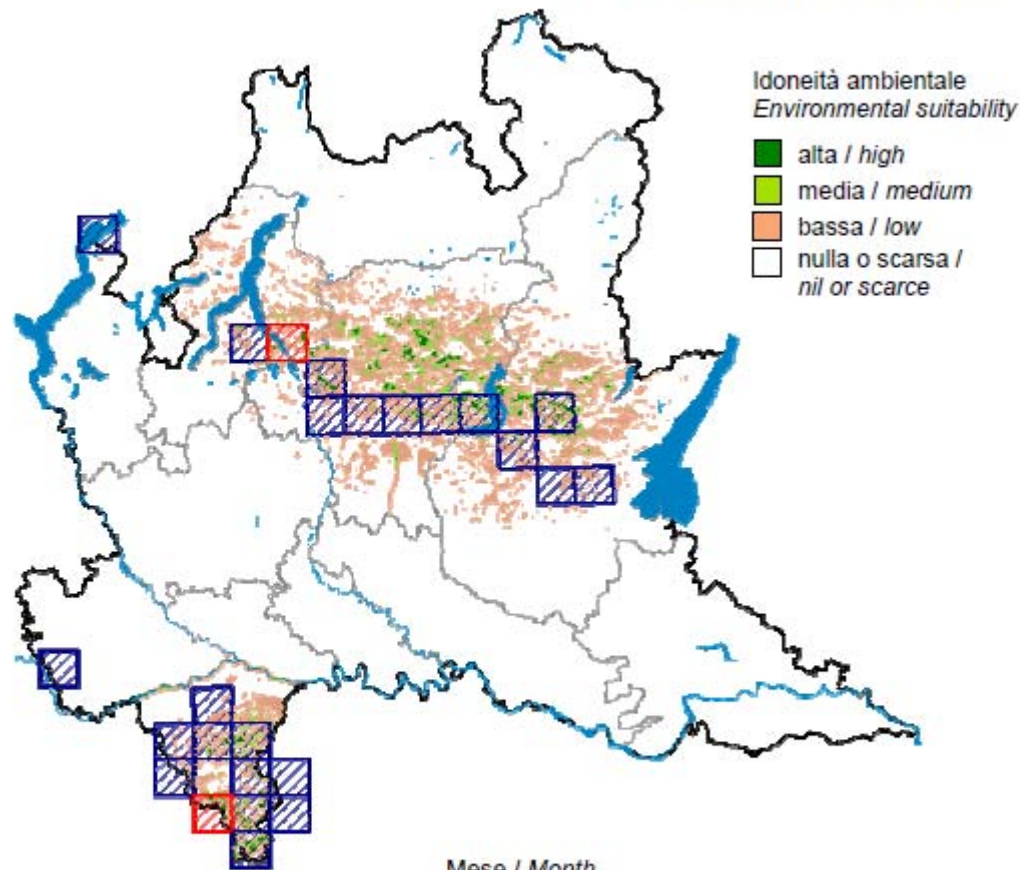 Idoneità ambientale
Environmental suitability
alta / high
media / medium
bassa / low
nulla o scarsa /
nil or scarce
Mese / Month